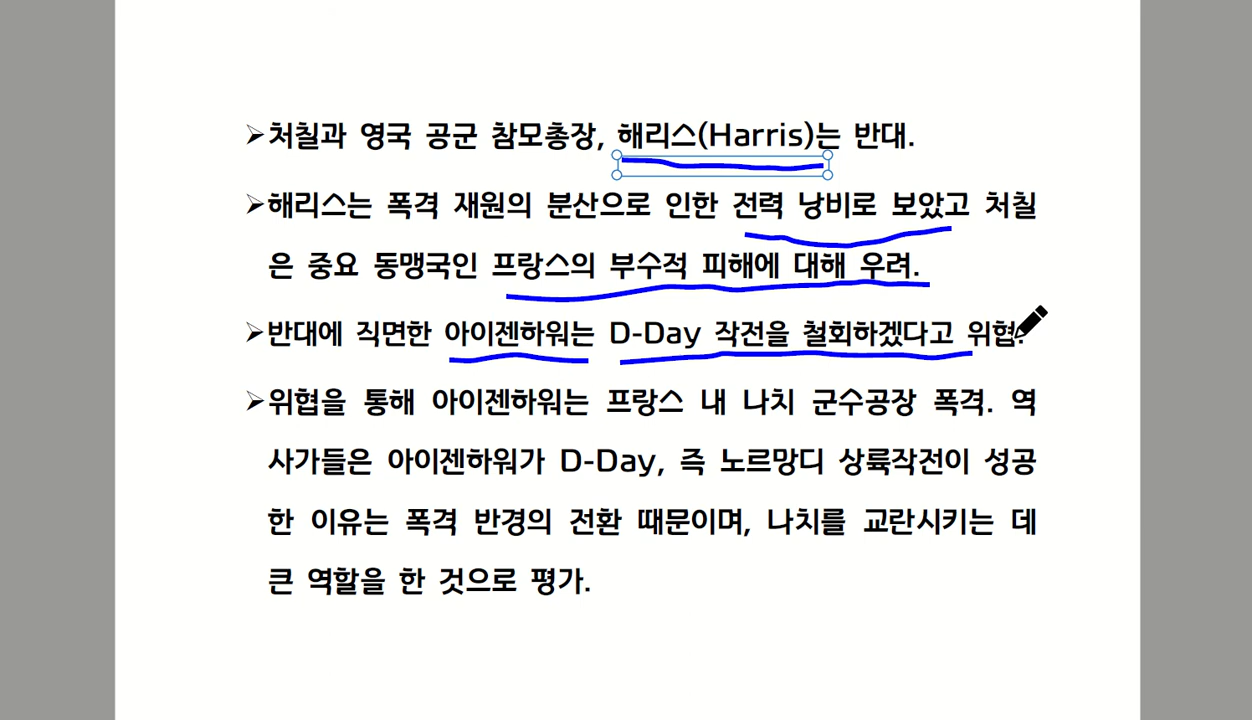 ➢처칠과 영국 공군 참모총장, 해리스(Harris)는 반대.
➢해리스는 폭격 재원의 분산으로 인한 전력 낭비로 보았고 처칠
은 중요 동맹국인 프랑스의 부수적 피해에 대해 우려.
➢반대에 직면한 아이젠하워는 D-Day 작전을 철회하겠다고 위협.
➢위협을 통해 아이젠하워는 프랑스 내 나치 군수공장 폭격. 역
사가들은 아이젠하워가 D-Day, 즉 노르망디 상륙작전이 성공
한 이유는 폭격 반경의 전환 때문이며, 나치를 교란시키는 데
큰 역할을 한 것으로 평가.